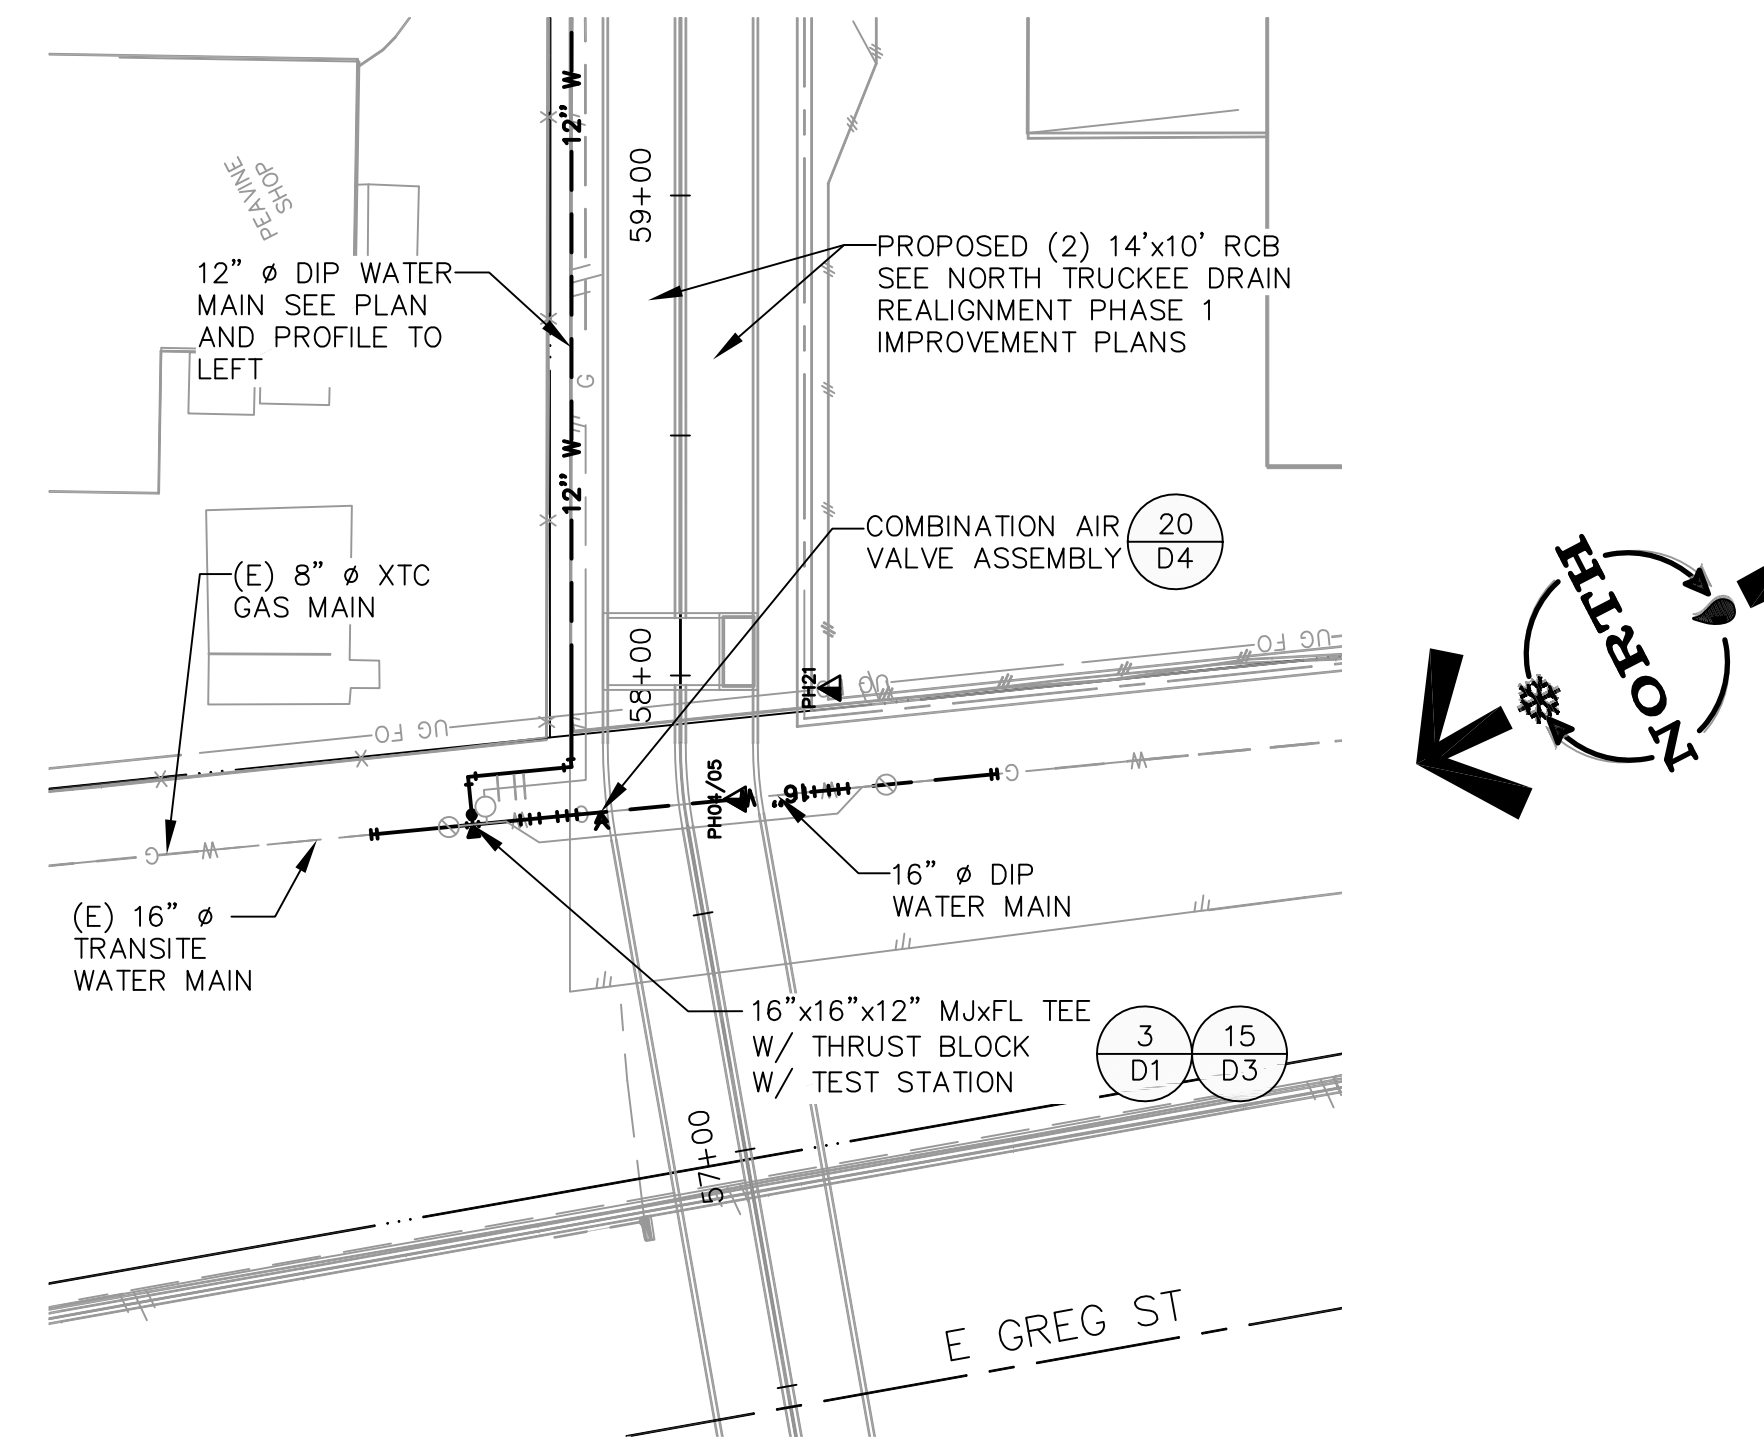 12" W
59+00
PEAVINE
SHOP
PROPOSED (2) 14'x10' RCB
SEE NORTH TRUCKEE DRAIN
REALIGNMENT PHASE 1
IMPROVEMENT PLANS
12" ø DIP WATER
MAIN SEE PLAN
AND PROFILE TO
LEFT
G
12" W
COMBINATION AIR
VALVE ASSEMBLY
20
D4
(E) 8" ø XTC
GAS MAIN
NORTH
58+00
UG FO
PH21
UG
UG FO
PH04/05
16"
W
G
W
G
W
G
W
16" ø DIP
WATER MAIN
(E) 16" ø
TRANSITE
WATER MAIN
16"x16"x12" MJxFL TEE
W/ THRUST BLOCK
W/ TEST STATION
3
D1
15
D3
57+00
E GREG ST